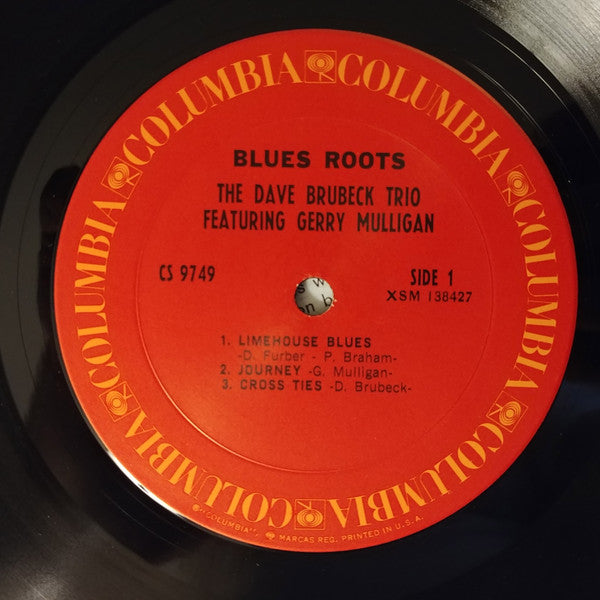 COLUMBIA COLUMBIA COLUMBIA COLUMBIA COLUMBIA COLUMBIA
BLUES ROOTS
THE DAVE BRUBECK TRIO
FEATURING GERRY MULLIGAN
CS 9749
SIDE 1
XSM 138427
1. LIMEHOUSE BLUES
-D. Furber - P. Braham-
2. JOURNEY -G. Mulligan-
3. CROSS TIES -D. Brubeck-
"COLUMBIA", MARCAS REG. PRINTED IN U.S.A.